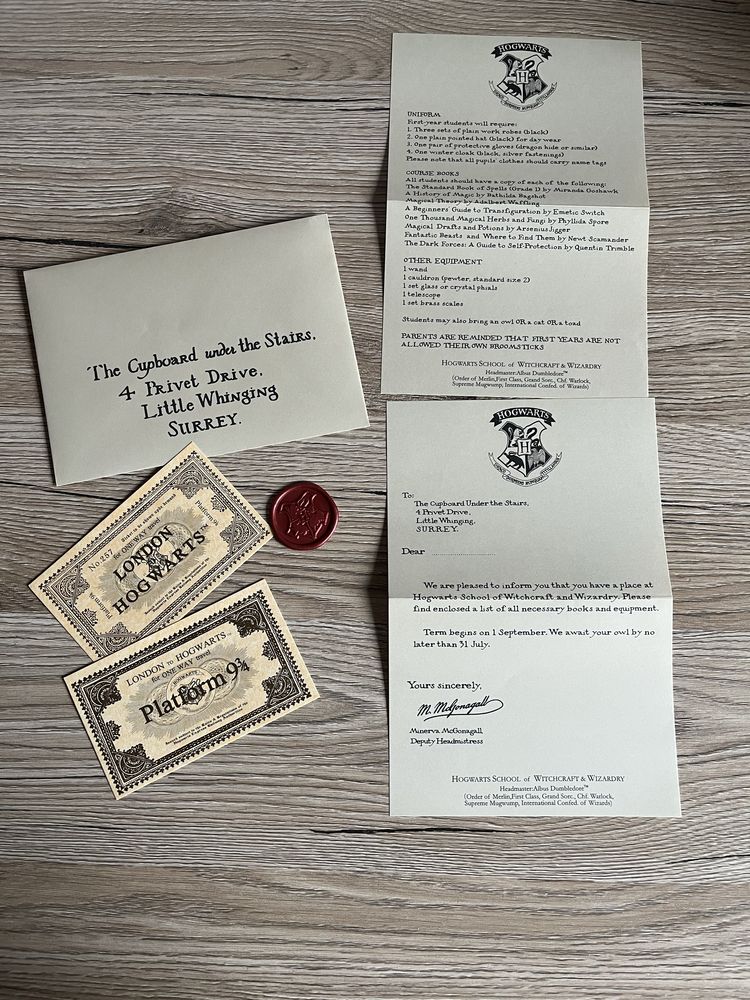 HOGWARTS
H
UNIFORM
First-year students will require:
1. Three sets of plain work robes (black)
2. One plain pointed hat (black) for day wear
3. One pair of protective gloves (dragon hide or similar)
4. One winter cloak (black, silver fastenings)
Please note that all pupils' clothes should carry name tags
COURSE BOOKS
All students should have a copy of each of the following:
The Standard Book of Spells (Grade 1) by Miranda Goshawk
A History of Magic by Bathilda Bagshot
Magical Theory by Adalbert Waffling
A Beginners' Guide to Transfiguration by Emetic Switch
One Thousand Magical Herbs and Fungi by Phyllida Spore
Magical Drafts and Potions by Arsenius Jigger
Fantastic Beasts and Where to Find Them by Newt Scamander
The Dark Forces: A Guide to Self-Protection by Quentin Trimble
OTHER EQUIPMENT
1 wand
1 cauldron (pewter, standard size 2)
1 set glass or crystal phials
1 telescope
1 set brass scales
Students may also bring an owl OR a cat OR a toad
PARENTS ARE REMINDED THAT FIRST YEARS ARE NOT
ALLOWED THEIR OWN BROOMSTICKS
HOGWARTS SCHOOL OF WITCHCRAFT & WIZARDRY
Headmaster:Albus Dumbledore™
(Order of Merlin,First Class, Grand Sorc., Chf. Warlock,
Supreme Mugwump, International Confed. of Wizards)
The Cupboard under the Stairs,
4 Privet Drive,
Little Whinging
SURREY.
No.257
for ONE WAY travel
LONDON
TO
HOGWARTS™
LONDON TO HOGWARTS™
for ONE WAY travel
HOGWARTS
Platform 9¾
HOGWARTS
H
To:
The Cupboard Under the Stairs,
4 Privet Drive,
Little Whinging,
SURREY.
Dear
We are pleased to inform you that you have a place at
Hogwarts School of Witchcraft and Wizardry. Please
find enclosed a list of all necessary books and equipment.
Term begins on 1 September. We await your owl by no
later than 31 July.
Yours sincerely,
M. McGonagall
Minerva McGonagall
Deputy Headmistress
HOGWARTS SCHOOL OF WITCHCRAFT & WIZARDRY
Headmaster:Albus Dumbledore™
(Order of Merlin,First Class, Grand Sorc., Chf. Warlock,
Supreme Mugwump, International Confed. of Wizards)